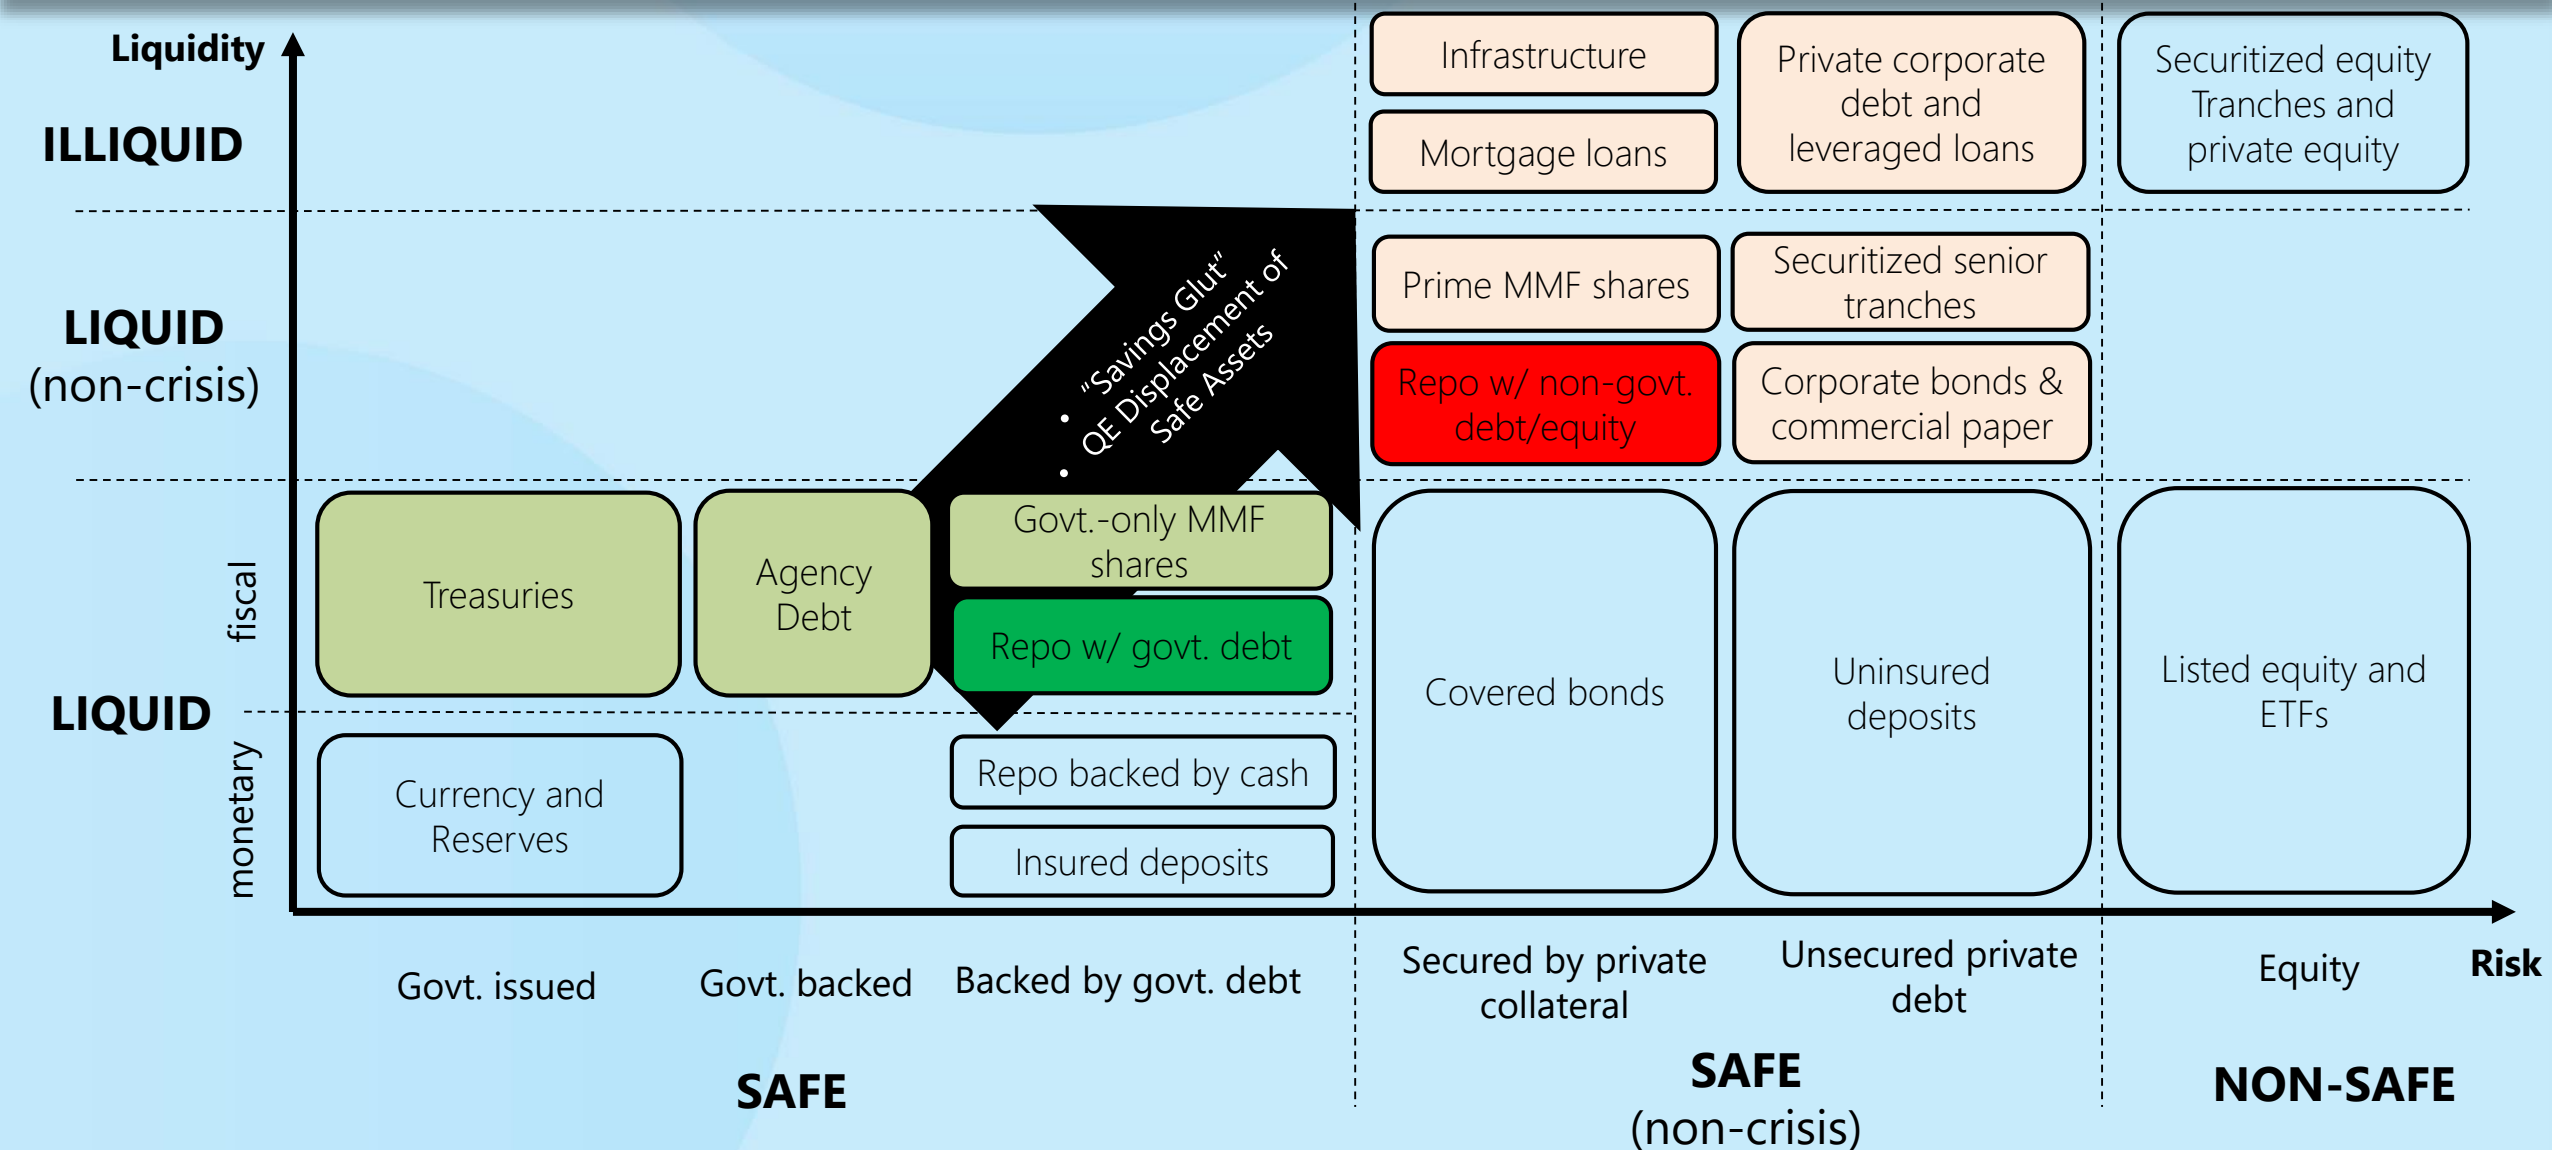 Liquidity
ILLIQUID
Infrastructure
Mortgage loans
Private corporate
debt and
leveraged loans
Securitized equity
Tranches and
private equity
LIQUID
(non-crisis)
• "Savings Glut"
• QE Displacement of
Safe Assets
Prime MMF shares
Securitized senior
tranches
Repo w/ non-govt.
debt/equity
Corporate bonds &
commercial paper
LIQUID
fiscal
monetary
Treasuries
Agency
Debt
Govt.-only MMF
shares
Repo w/ govt. debt
Currency and
Reserves
Repo backed by cash
Insured deposits
Covered bonds
Uninsured
deposits
Listed equity and
ETFs
Govt. issued
Govt. backed
Backed by govt. debt
Secured by private
collateral
Unsecured private
debt
Equity
Risk
SAFE
SAFE
(non-crisis)
NON-SAFE